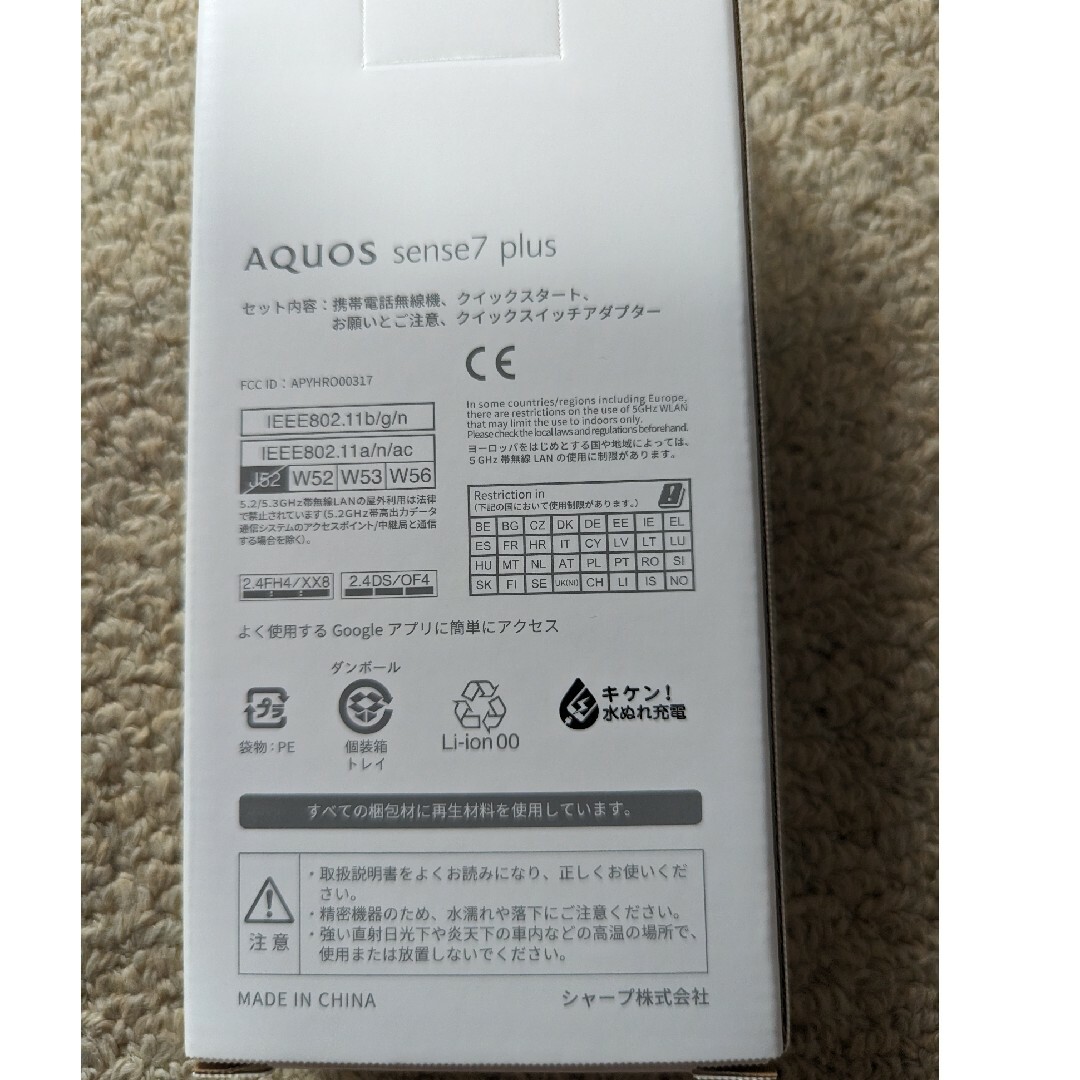 AQUOS sense7 plus
セット内容：携帯電話無線機、クイックスタート、
お願いとご注意、クイックスイッチアダプター
FCC ID：APYHRO00317
IEEE802.11b/g/n
IEEE802.11a/n/ac
J52 W52 W53 W56
5.2/5.3GHz帯無線LANの屋外利用は法律
で禁止されています(5.2GHz帯高出力データ
通信システムのアクセスポイント/中継局と通信
する場合を除く)。
2.4FH4/XX8 2.4DS/OF4
CE
In some countries/regions including Europe,
there are restrictions on the use of 5GHz WLAN
that may limit the use to indoors only.
Please check the local laws and regulations beforehand.
ヨーロッパをはじめとする国や地域によっては、
5GHz帯無線LANの使用に制限があります。
Restriction in
(下記の国において使用制限があります。)
BE BG CZ DK DE EE IE EL
ES FR HR IT CY LV LT LU
HU MT NL AT PL PT RO SI
SK FI SE UK(NI) CH LI IS NO
よく使用する Google アプリに簡単にアクセス
プラ
袋物：PE
ダンボール
個装箱
トレイ
Li-ion 00
キケン！
水ぬれ充電
すべての梱包材に再生材料を使用しています。
注意
・取扱説明書をよくお読みになり、正しくお使いくだ
さい。
・精密機器のため、水濡れや落下にご注意ください。
・強い直射日光下や炎天下の車内などの高温の場所で、
使用または放置しないでください。
MADE IN CHINA
シャープ株式会社